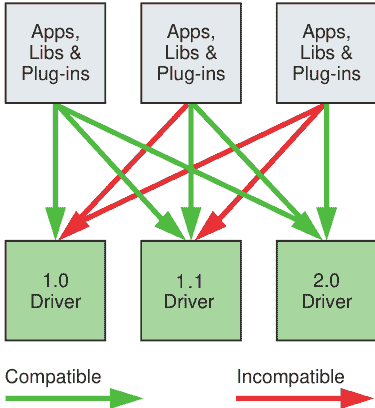 Apps,
Libs &
Plug-ins
Apps,
Libs &
Plug-ins
Apps,
Libs &
Plug-ins
1.0
Driver
1.1
Driver
2.0
Driver
Compatible
Incompatible